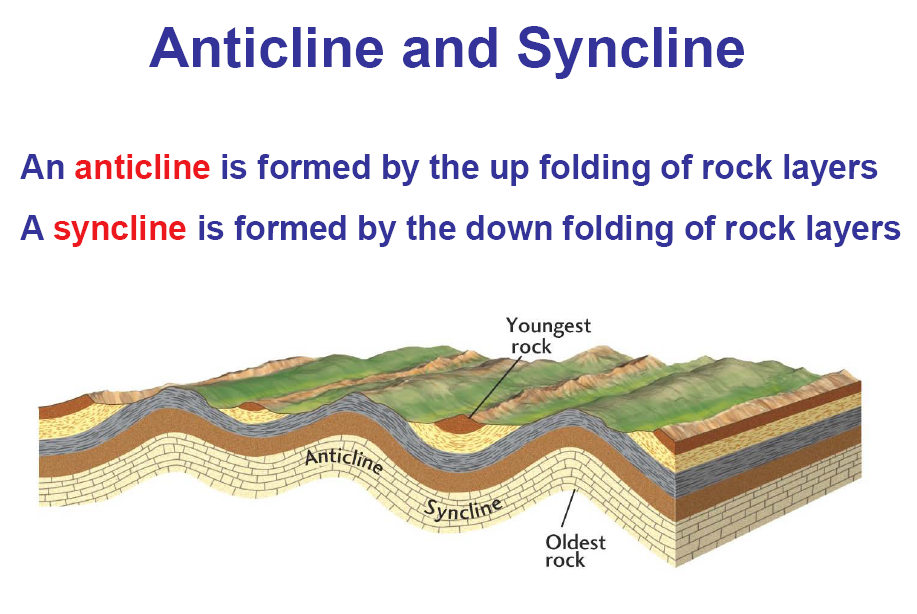 Anticline and Syncline
An anticline is formed by the up folding of rock layers
A syncline is formed by the down folding of rock layers
Youngest
rock
Anticline
Syncline
Oldest
rock